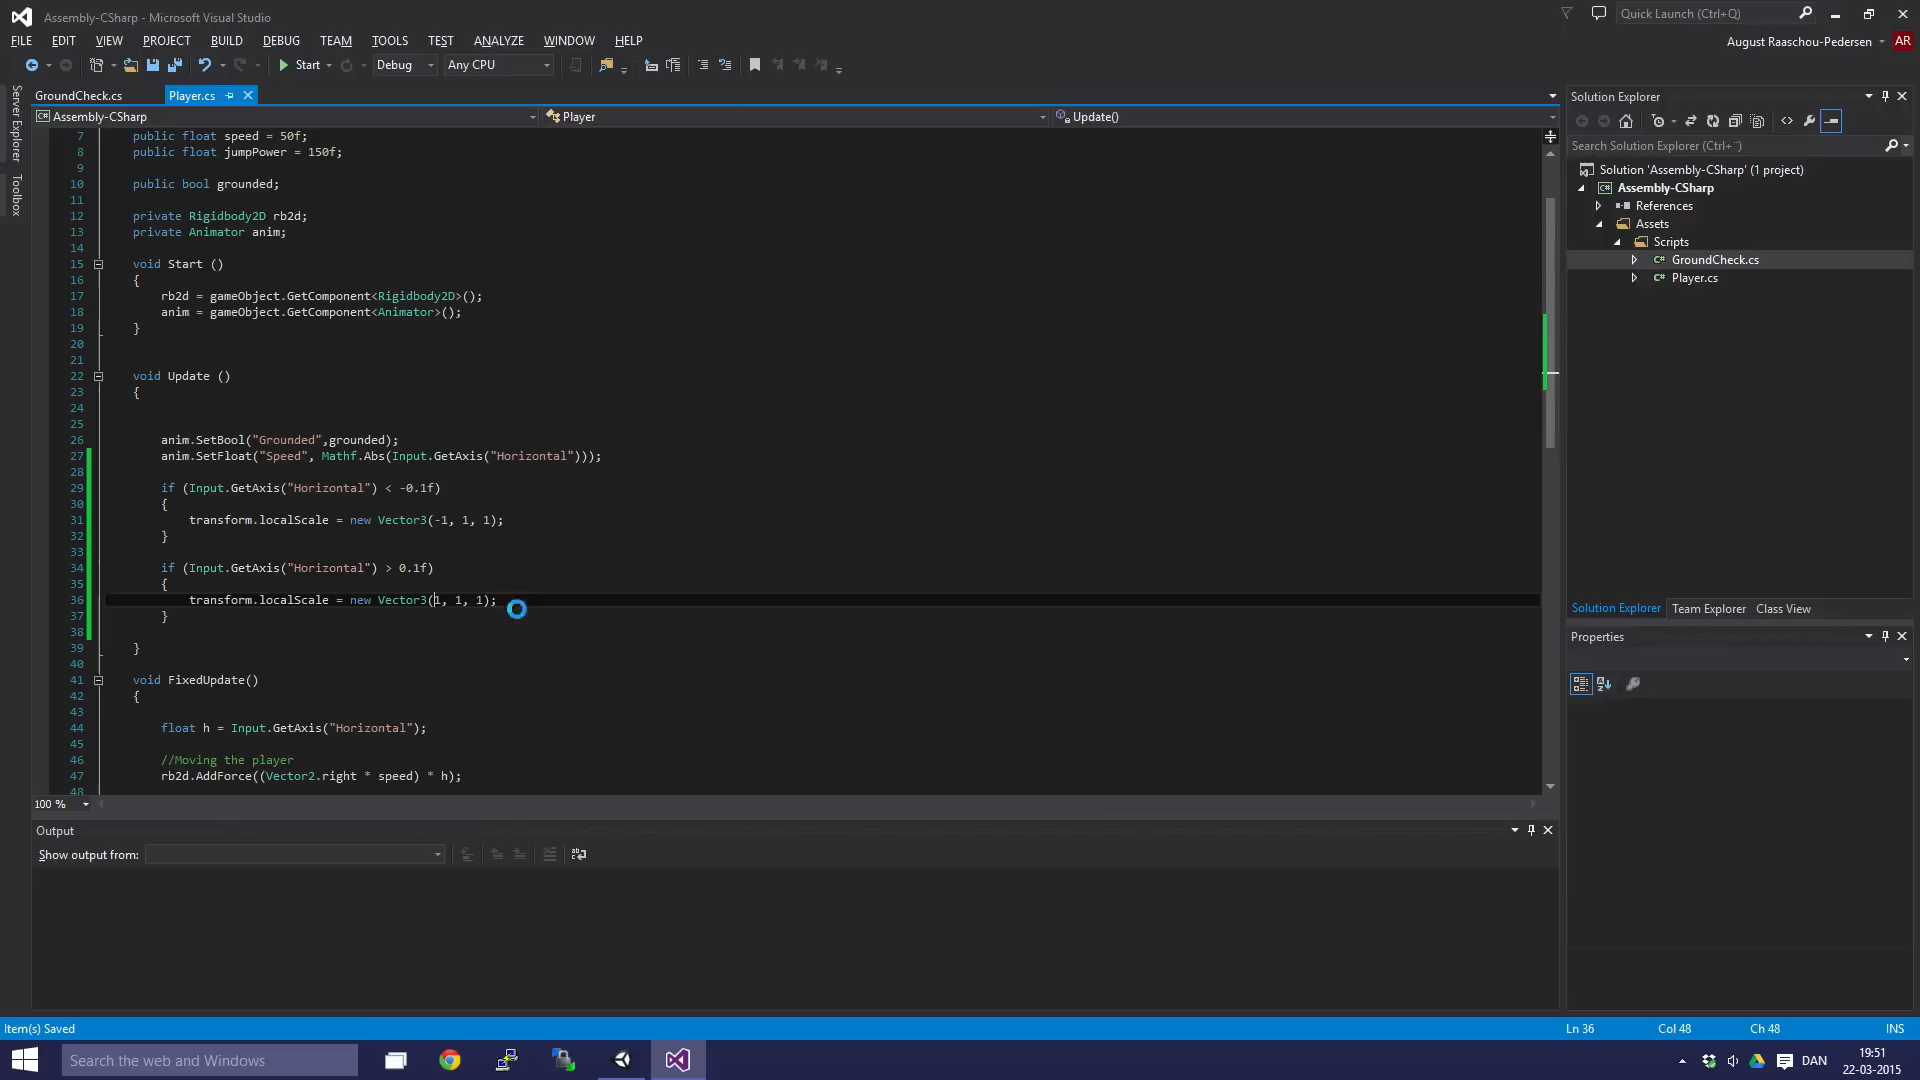 Assembly-CSharp - Microsoft Visual Studio
Quick Launch (Ctrl+Q)
FILE EDIT VIEW PROJECT BUILD DEBUG TEAM TOOLS TEST ANALYZE WINDOW HELP
August Raaschou-Pedersen AR
Start Debug Any CPU
Server Explorer
Toolbox
GroundCheck.cs Player.cs
Assembly-CSharp Player Update()
7 public float speed = 50f;
8 public float jumpPower = 150f;
9
10 public bool grounded;
11
12 private Rigidbody2D rb2d;
13 private Animator anim;
14
15 void Start ()
16 {
17 rb2d = gameObject.GetComponent<Rigidbody2D>();
18 anim = gameObject.GetComponent<Animator>();
19 }
20
21
22 void Update ()
23 {
24
25
26 anim.SetBool("Grounded",grounded);
27 anim.SetFloat("Speed", Mathf.Abs(Input.GetAxis("Horizontal")));
28
29 if (Input.GetAxis("Horizontal") < -0.1f)
30 {
31 transform.localScale = new Vector3(-1, 1, 1);
32 }
33
34 if (Input.GetAxis("Horizontal") > 0.1f)
35 {
36 transform.localScale = new Vector3(1, 1, 1);
37 }
38
39 }
40
41 void FixedUpdate()
42 {
43
44 float h = Input.GetAxis("Horizontal");
45
46 //Moving the player
47 rb2d.AddForce((Vector2.right * speed) * h);
48
100 %
Output
Show output from:
Solution Explorer
Search Solution Explorer (Ctrl+¨)
Solution 'Assembly-CSharp' (1 project)
Assembly-CSharp
References
Assets
Scripts
C# GroundCheck.cs
C# Player.cs
Solution Explorer Team Explorer Class View
Properties
Item(s) Saved Ln 36 Col 48 Ch 48 INS
Search the web and Windows
DAN
19:51
22-03-2015